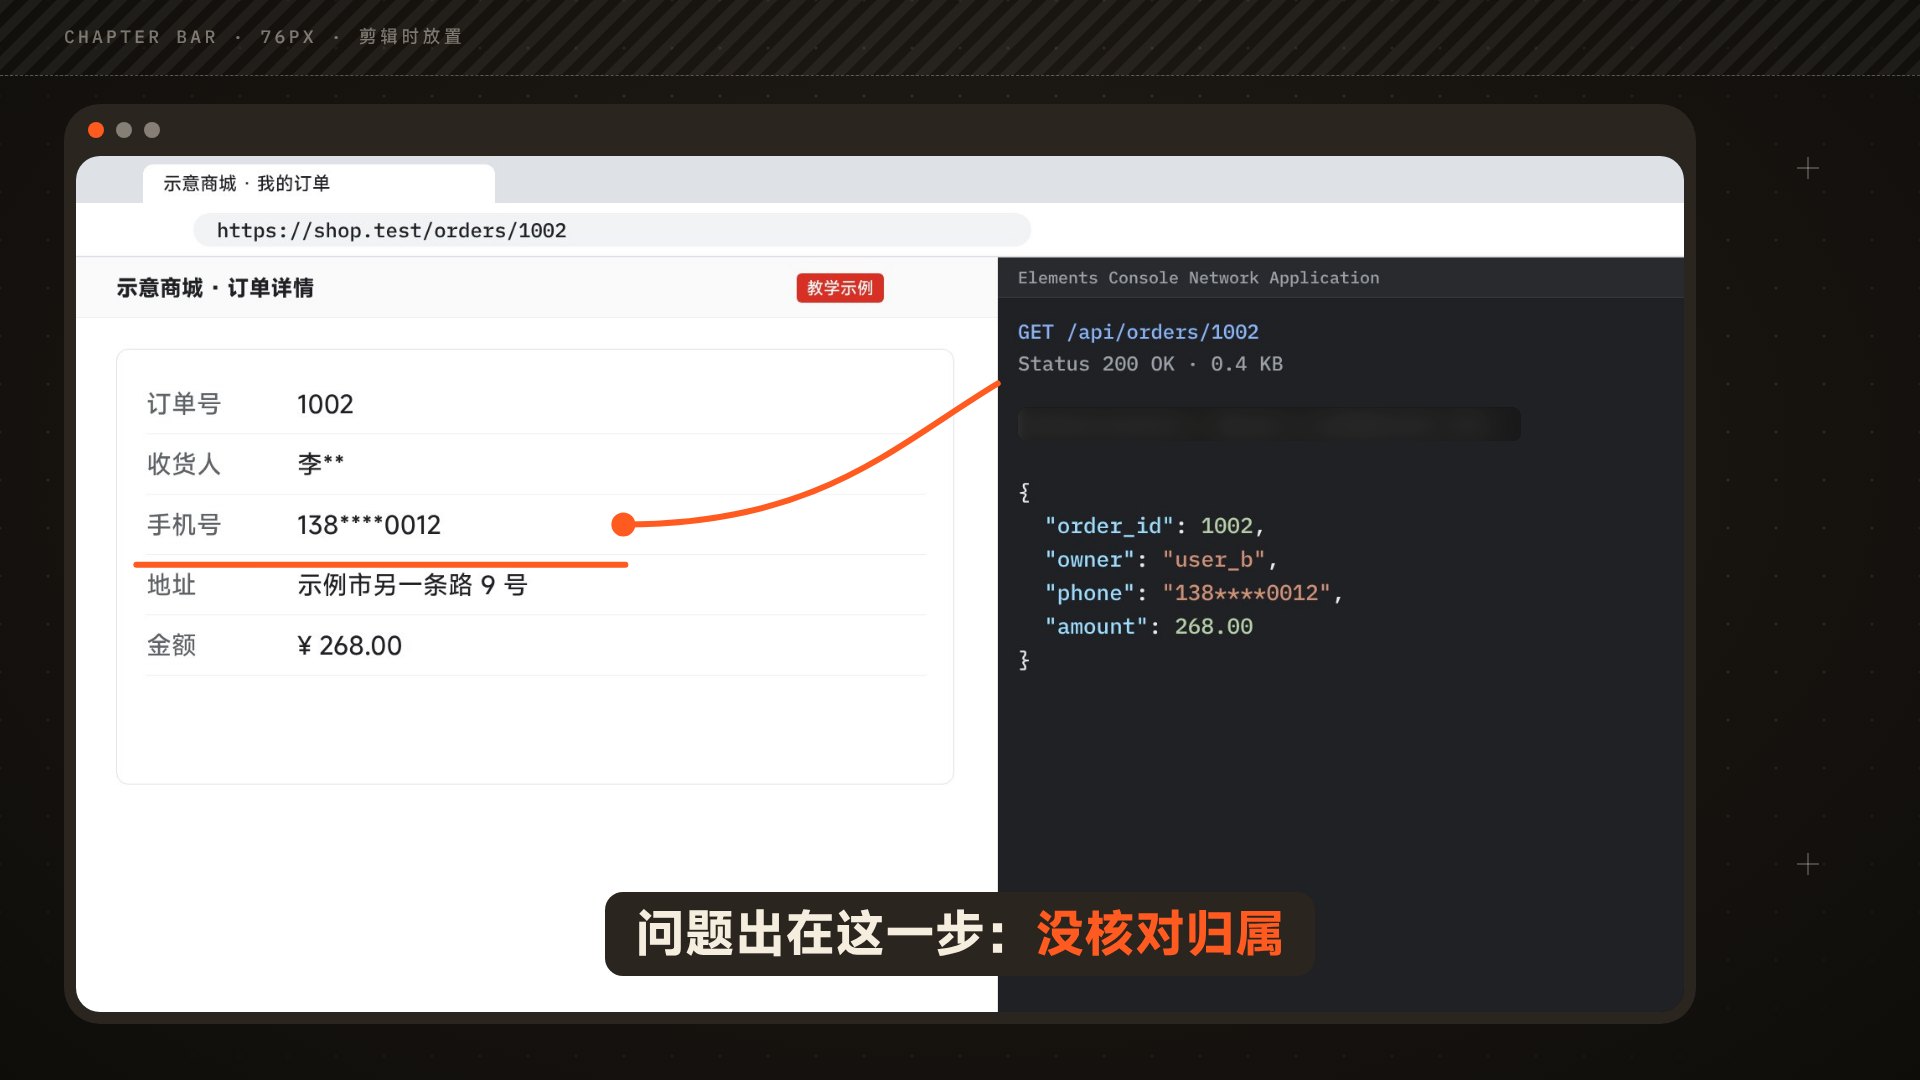 CHAPTER BAR · 76PX · 剪辑时放置
示意商城 · 我的订单
https://shop.test/orders/1002
示意商城 · 订单详情
教学示例
订单号 1002
收货人 李**
手机号 138****0012
地址 示例市另一条路 9 号
金额 ¥ 268.00
Elements Console Network Application
GET /api/orders/1002
Status 200 OK · 0.4 KB
{
"order_id": 1002,
"owner": "user_b",
"phone": "138****0012",
"amount": 268.00
}
问题出在这一步：没核对归属